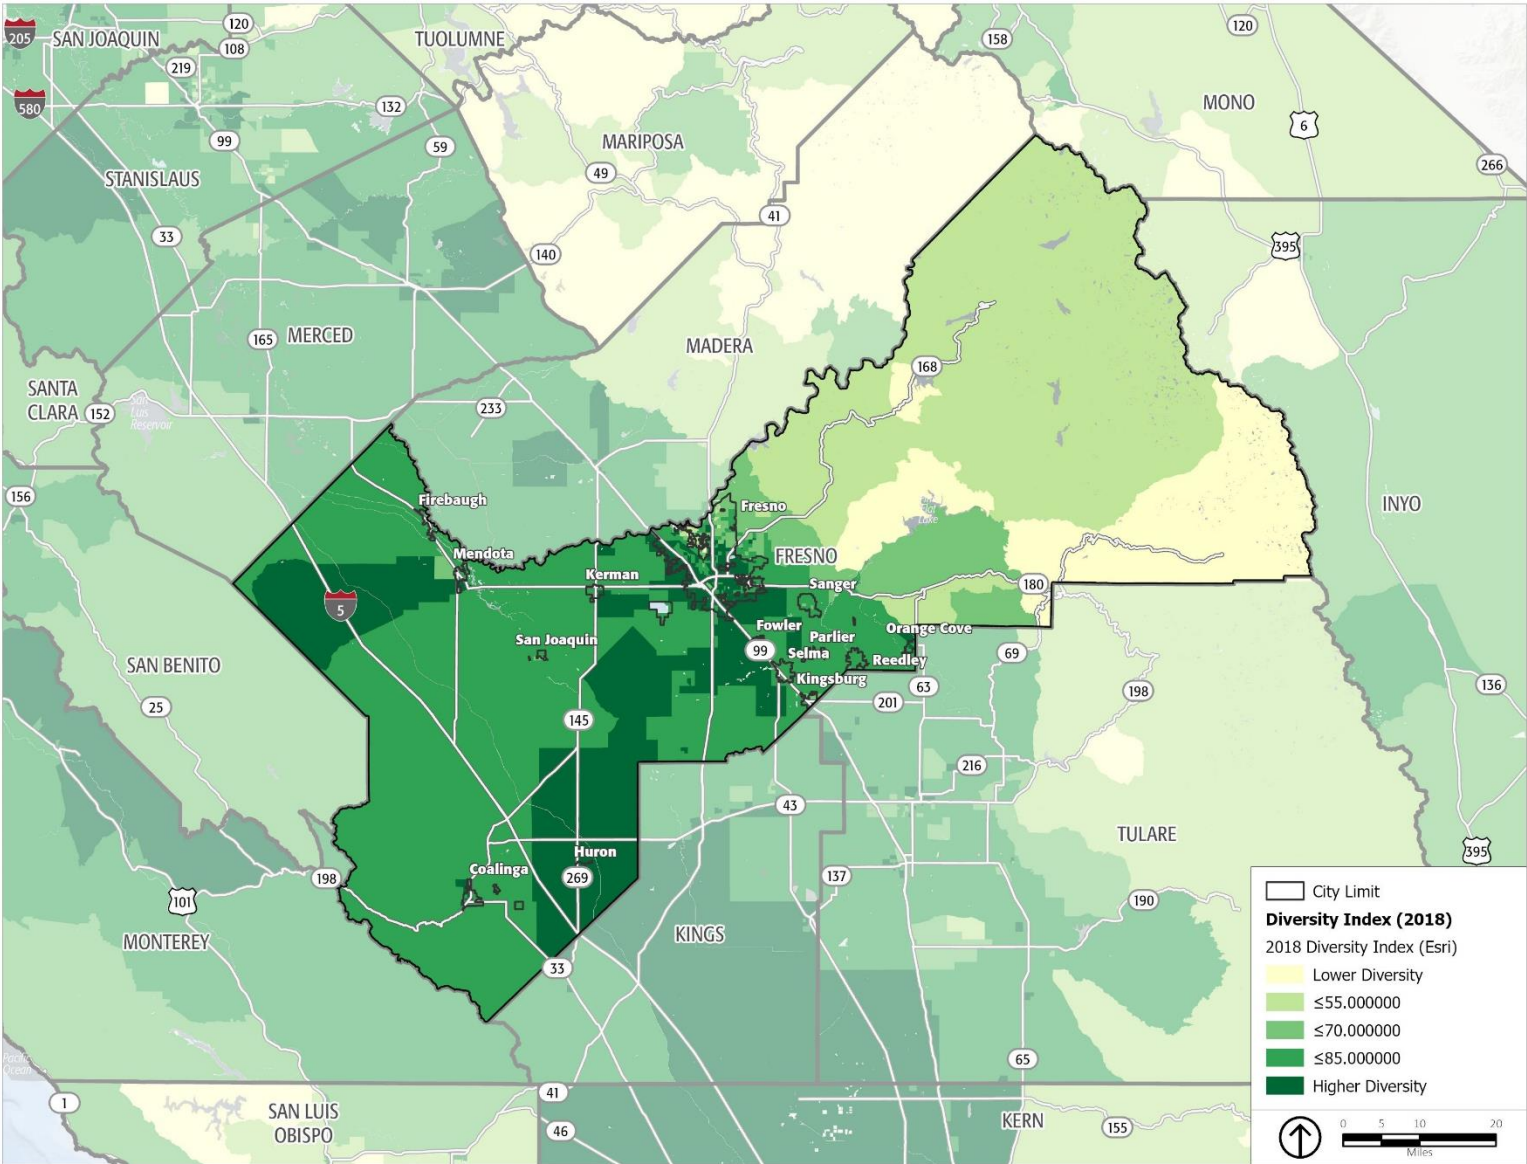 205
SAN JOAQUIN
120
108
219
TUOLUMNE
158
120
MONO
580
132
6
99
59
MARIPOSA
49
266
STANISLAUS
33
41
395
140
165
MERCED
MADERA
168
SANTA
CLARA
152
San
Luis
Reservoir
233
156
Firebaugh
Fresno
INYO
Mendota
FRESNO
Kerman
Sanger
180
5
San Joaquin
Fowler
Parlier
Orange Cove
99
Selma
Reedley
69
SAN BENITO
Kingsburg
63
198
136
25
201
145
216
43
TULARE
Huron
Coalinga
269
137
198
395
101
190
MONTEREY
KINGS
33
65
Pacific
Ocean
1
41
SAN LUIS
OBISPO
46
KERN
155
City Limit
Diversity Index (2018)
2018 Diversity Index (Esri)
Lower Diversity
≤55.000000
≤70.000000
≤85.000000
Higher Diversity
0 5 10 20
Miles